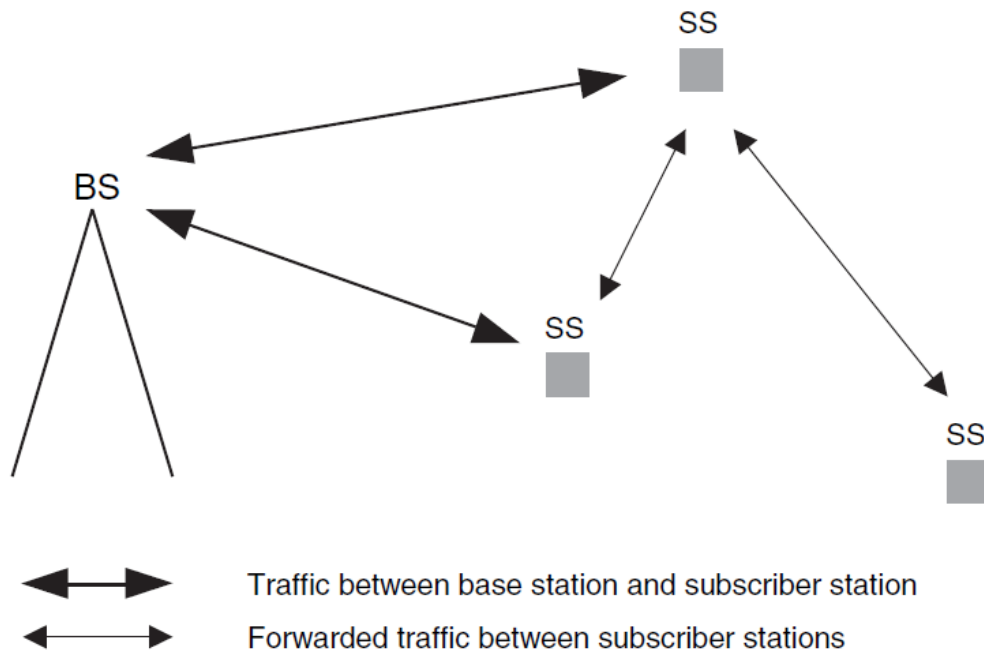 SS
BS
SS
SS
Traffic between base station and subscriber station
Forwarded traffic between subscriber stations